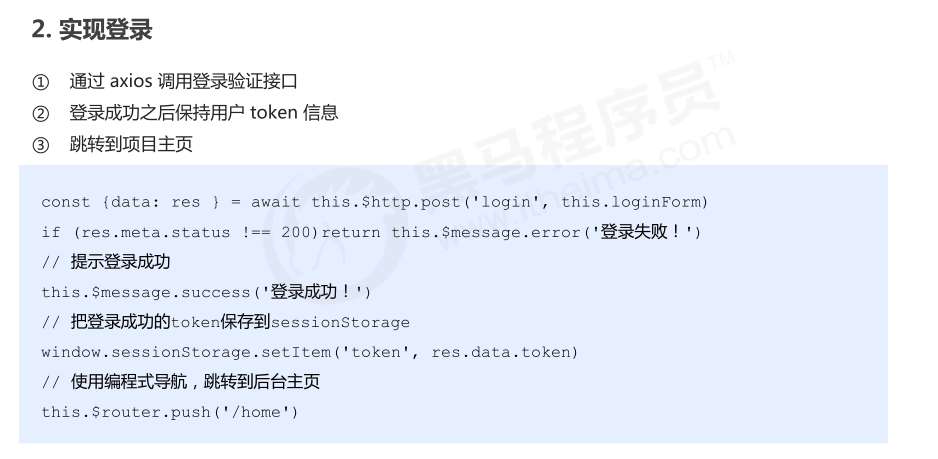 2. 实现登录
① 通过 axios 调用登录验证接口
② 登录成功之后保持用户 token 信息
③ 跳转到项目主页
黑马程序员™
www.itheima.com
const {data: res } = await this.$http.post('login', this.loginForm)
if (res.meta.status !== 200)return this.$message.error('登录失败！')
// 提示登录成功
this.$message.success('登录成功！')
// 把登录成功的token保存到sessionStorage
window.sessionStorage.setItem('token', res.data.token)
// 使用编程式导航，跳转到后台主页
this.$router.push('/home')